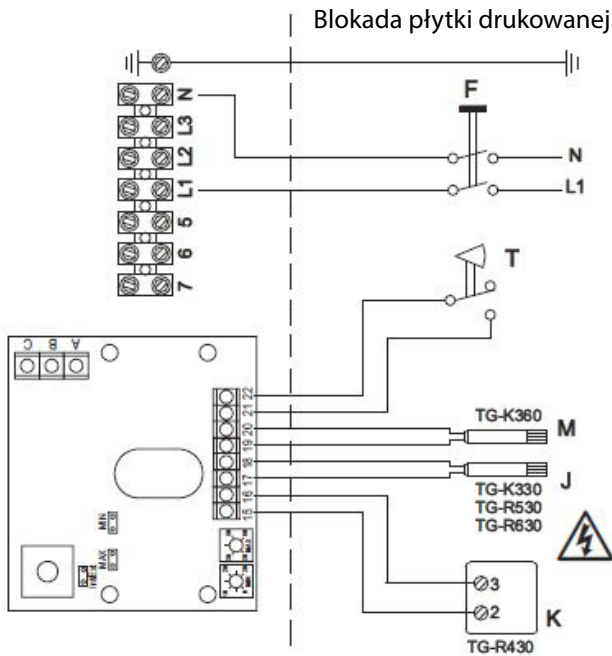 Blokada płytki drukowanej
F
N
L3
L2
L1
5
6
7
N
L1
T
C B A
22
21
20
19
18
17
16
15
TG-K360
M
TG-K330
TG-R530
TG-R630
J
MIN
MAX
3
2
K
TG-R430